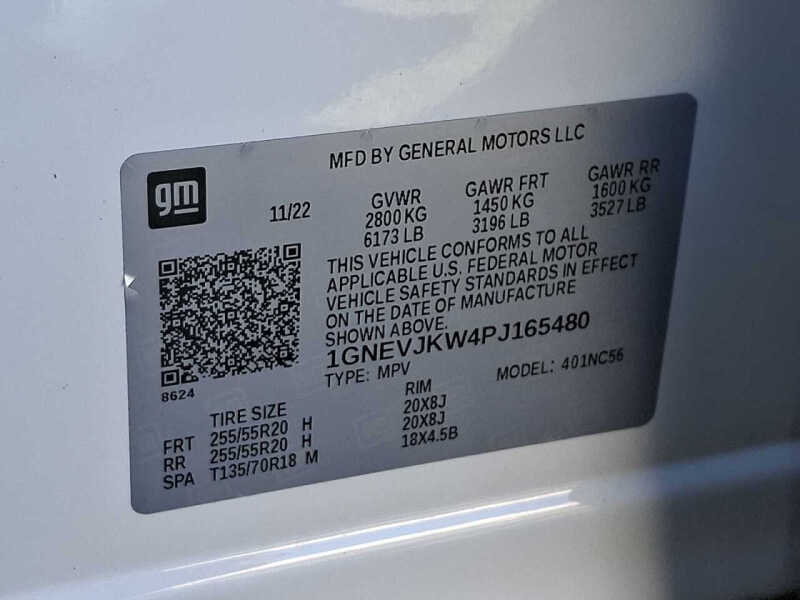 MFD BY GENERAL MOTORS LLC
gm
11/22
GVWR
2800 KG
6173 LB
GAWR FRT
1450 KG
3196 LB
GAWR RR
1600 KG
3527 LB
THIS VEHICLE CONFORMS TO ALL
APPLICABLE U.S. FEDERAL MOTOR
VEHICLE SAFETY STANDARDS IN EFFECT
ON THE DATE OF MANUFACTURE
SHOWN ABOVE.
1GNEVJKW4PJ165480
TYPE: MPV MODEL: 401NC56
8624
TIRE SIZE RIM
FRT 255/55R20 H 20X8J
RR 255/55R20 H 20X8J
SPA T135/70R18 M 18X4.5B